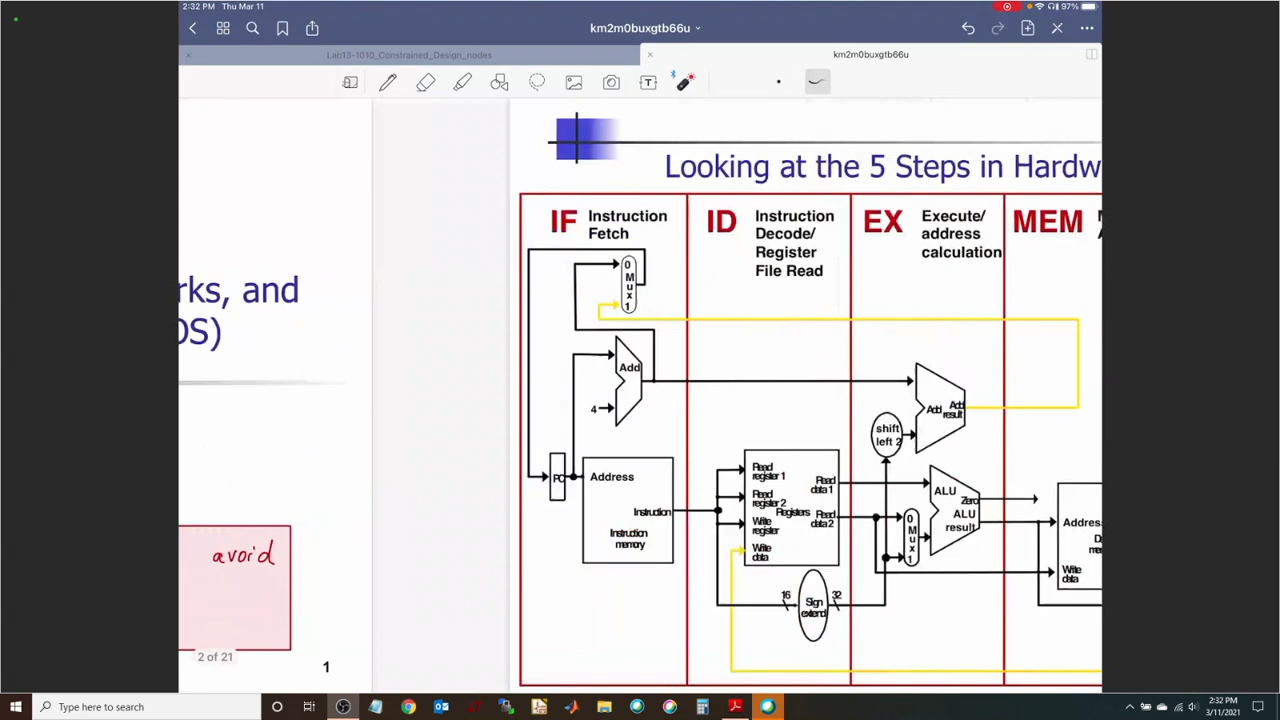 2:32 PM Thu Mar 11
97%
km2m0buxgtb66u
Lab13-1010_Constrained_Design_nodes
km2m0buxgtb66u
T
rks, and
OS)
avoid
2 of 21
1
Looking at the 5 Steps in Hardw
IF Instruction
Fetch
ID Instruction
Decode/
Register
File Read
EX Execute/
address
calculation
MEM
0
M
u
x
1
Add
4
PC
Address
Instruction
Instruction
memory
Read
register 1
Read
register 2
Write
register
Write
data
Registers
Read
data 1
Read
data 2
16
Sign
extend
32
shift
left 2
Add
Add
result
0
M
u
x
1
ALU
Zero
ALU
result
Address
Write
data
Type here to search
2:32 PM
3/11/2021